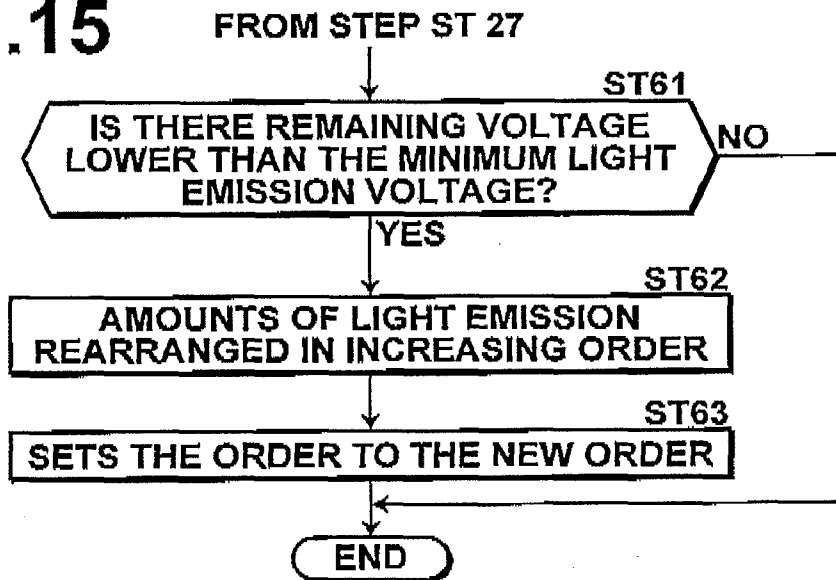 .15
FROM STEP ST 27
ST61
IS THERE REMAINING VOLTAGE
LOWER THAN THE MINIMUM LIGHT
EMISSION VOLTAGE?
NO
YES
ST62
AMOUNTS OF LIGHT EMISSION
REARRANGED IN INCREASING ORDER
ST63
SETS THE ORDER TO THE NEW ORDER
END